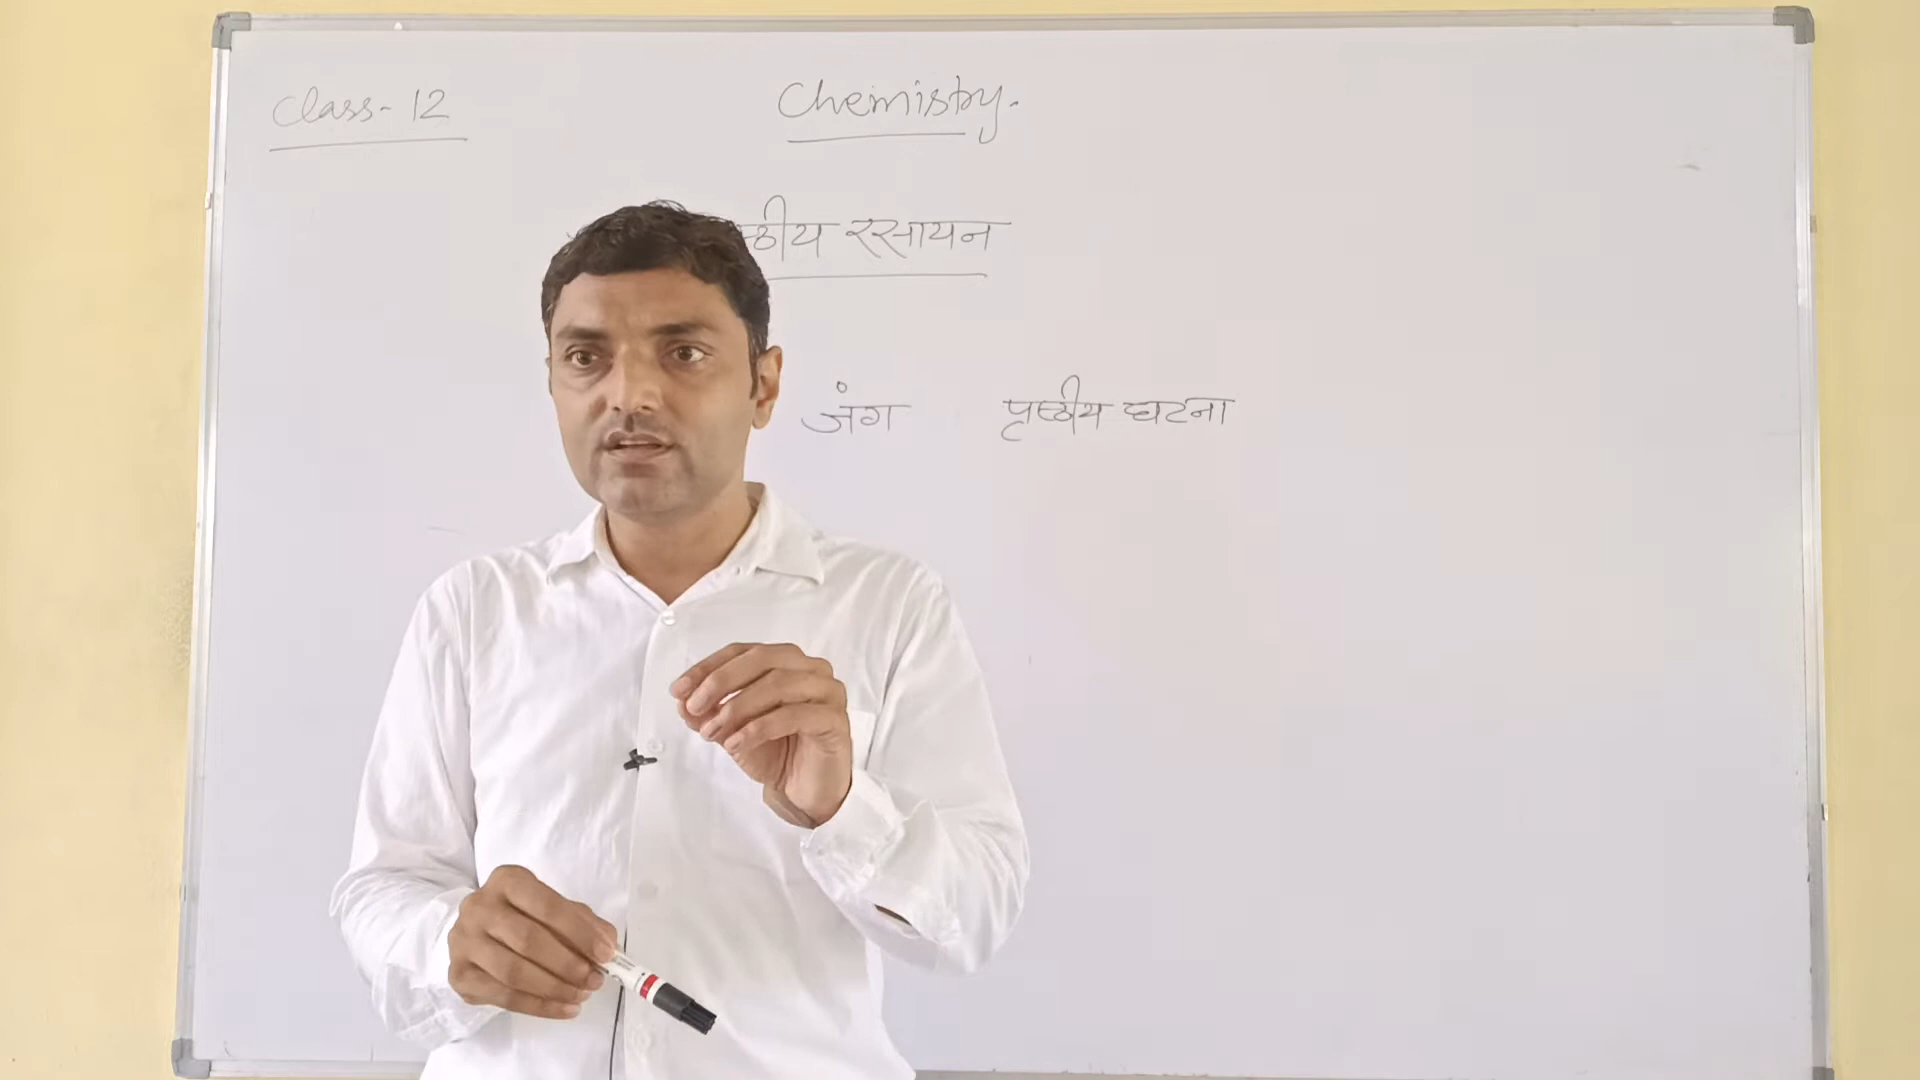 Class-12
Chemistry.
रसायन
जंग पृष्ठीय घटना